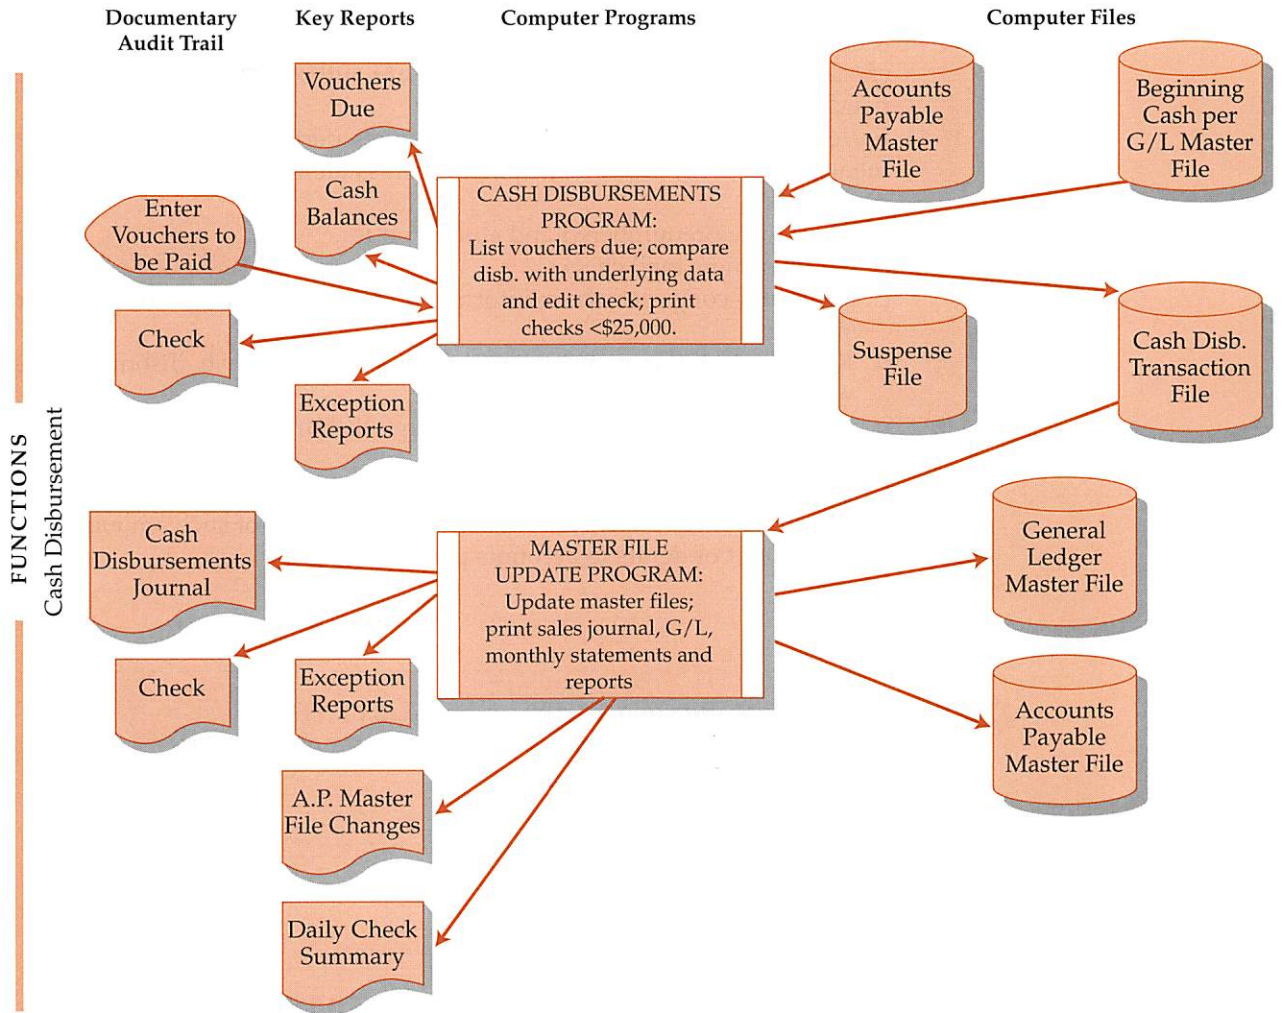 Documentary
Audit Trail
Key Reports
Computer Programs
Computer Files
FUNCTIONS
Cash Disbursement
Vouchers
Due
Cash
Balances
Enter
Vouchers to
be Paid
Check
Exception
Reports
CASH DISBURSEMENTS
PROGRAM:
List vouchers due; compare
disb. with underlying data
and edit check; print
checks <$25,000.
Accounts
Payable
Master
File
Beginning
Cash per
G/L Master
File
Suspense
File
Cash Disb.
Transaction
File
Cash
Disbursements
Journal
Check
Exception
Reports
A.P. Master
File Changes
Daily Check
Summary
MASTER FILE
UPDATE PROGRAM:
Update master files;
print sales journal, G/L,
monthly statements and
reports
General
Ledger
Master File
Accounts
Payable
Master File